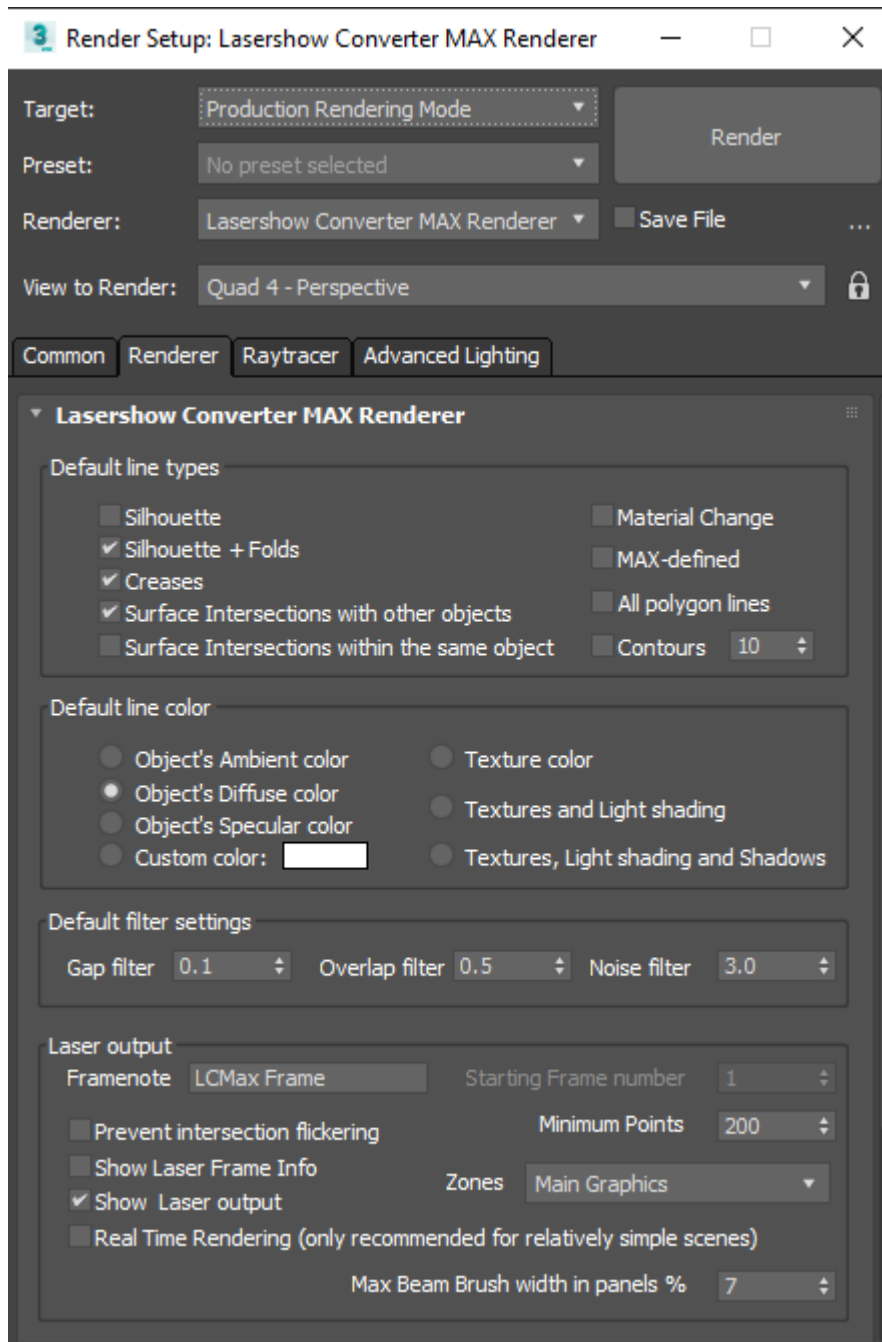 3 Render Setup: Lasershow Converter MAX Renderer
Target: Production Rendering Mode
Render
Preset: No preset selected
Renderer: Lasershow Converter MAX Renderer Save File ...
View to Render: Quad 4 - Perspective
Common Renderer Raytracer Advanced Lighting
Lasershow Converter MAX Renderer
Default line types
Silhouette Material Change
Silhouette + Folds MAX-defined
Creases
Surface Intersections with other objects All polygon lines
Surface Intersections within the same object Contours 10
Default line color
Object's Ambient color Texture color
Object's Diffuse color
Object's Specular color Textures and Light shading
Custom color: Textures, Light shading and Shadows
Default filter settings
Gap filter 0.1 Overlap filter 0.5 Noise filter 3.0
Laser output
Framenote LCMax Frame Starting Frame number 1
Prevent intersection flickering Minimum Points 200
Show Laser Frame Info
Zones Main Graphics
Show Laser output
Real Time Rendering (only recommended for relatively simple scenes)
Max Beam Brush width in panels % 7